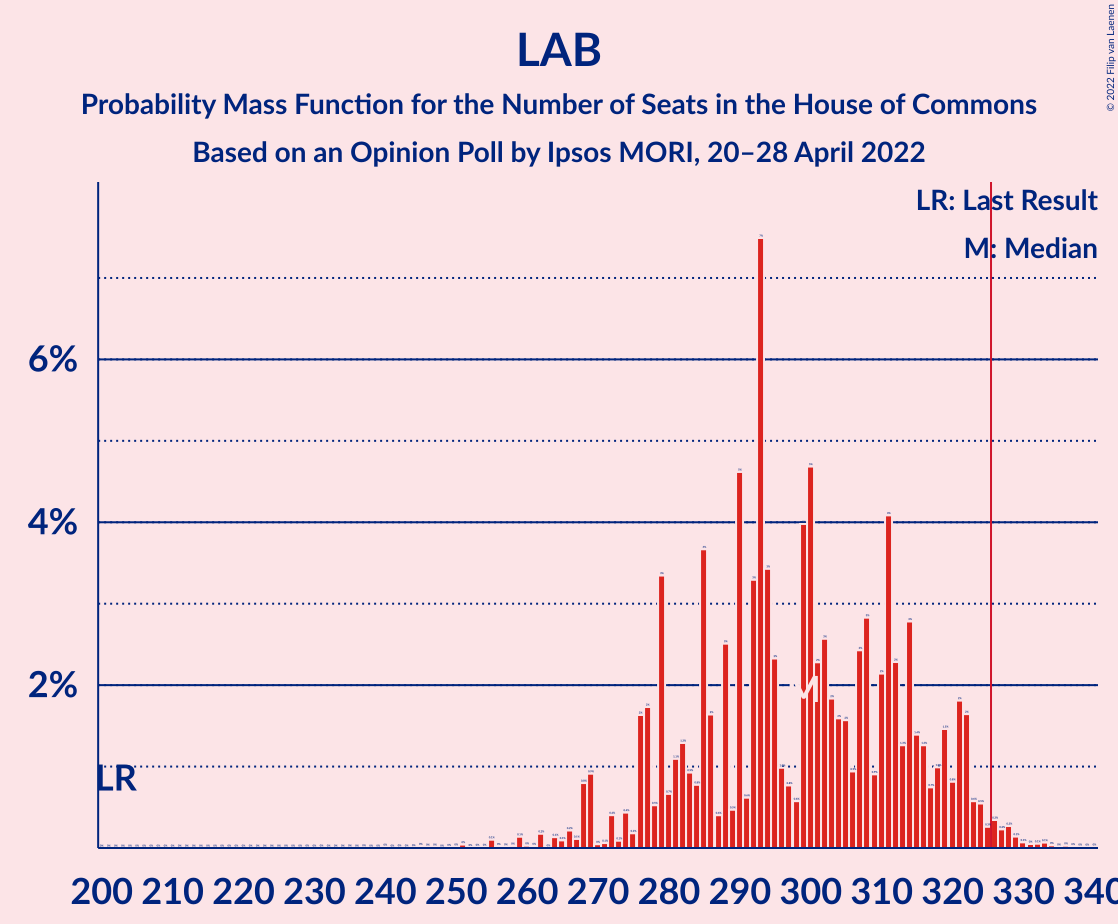 LAB
Probability Mass Function for the Number of Seats in the House of Commons
Based on an Opinion Poll by Ipsos MORI, 20–28 April 2022
© 2022 Filip van Laenen
LR: Last Result
M: Median
6%
4%
2%
LR
M
200 210 220 230 240 250 260 270 280 290 300 310 320 330 340